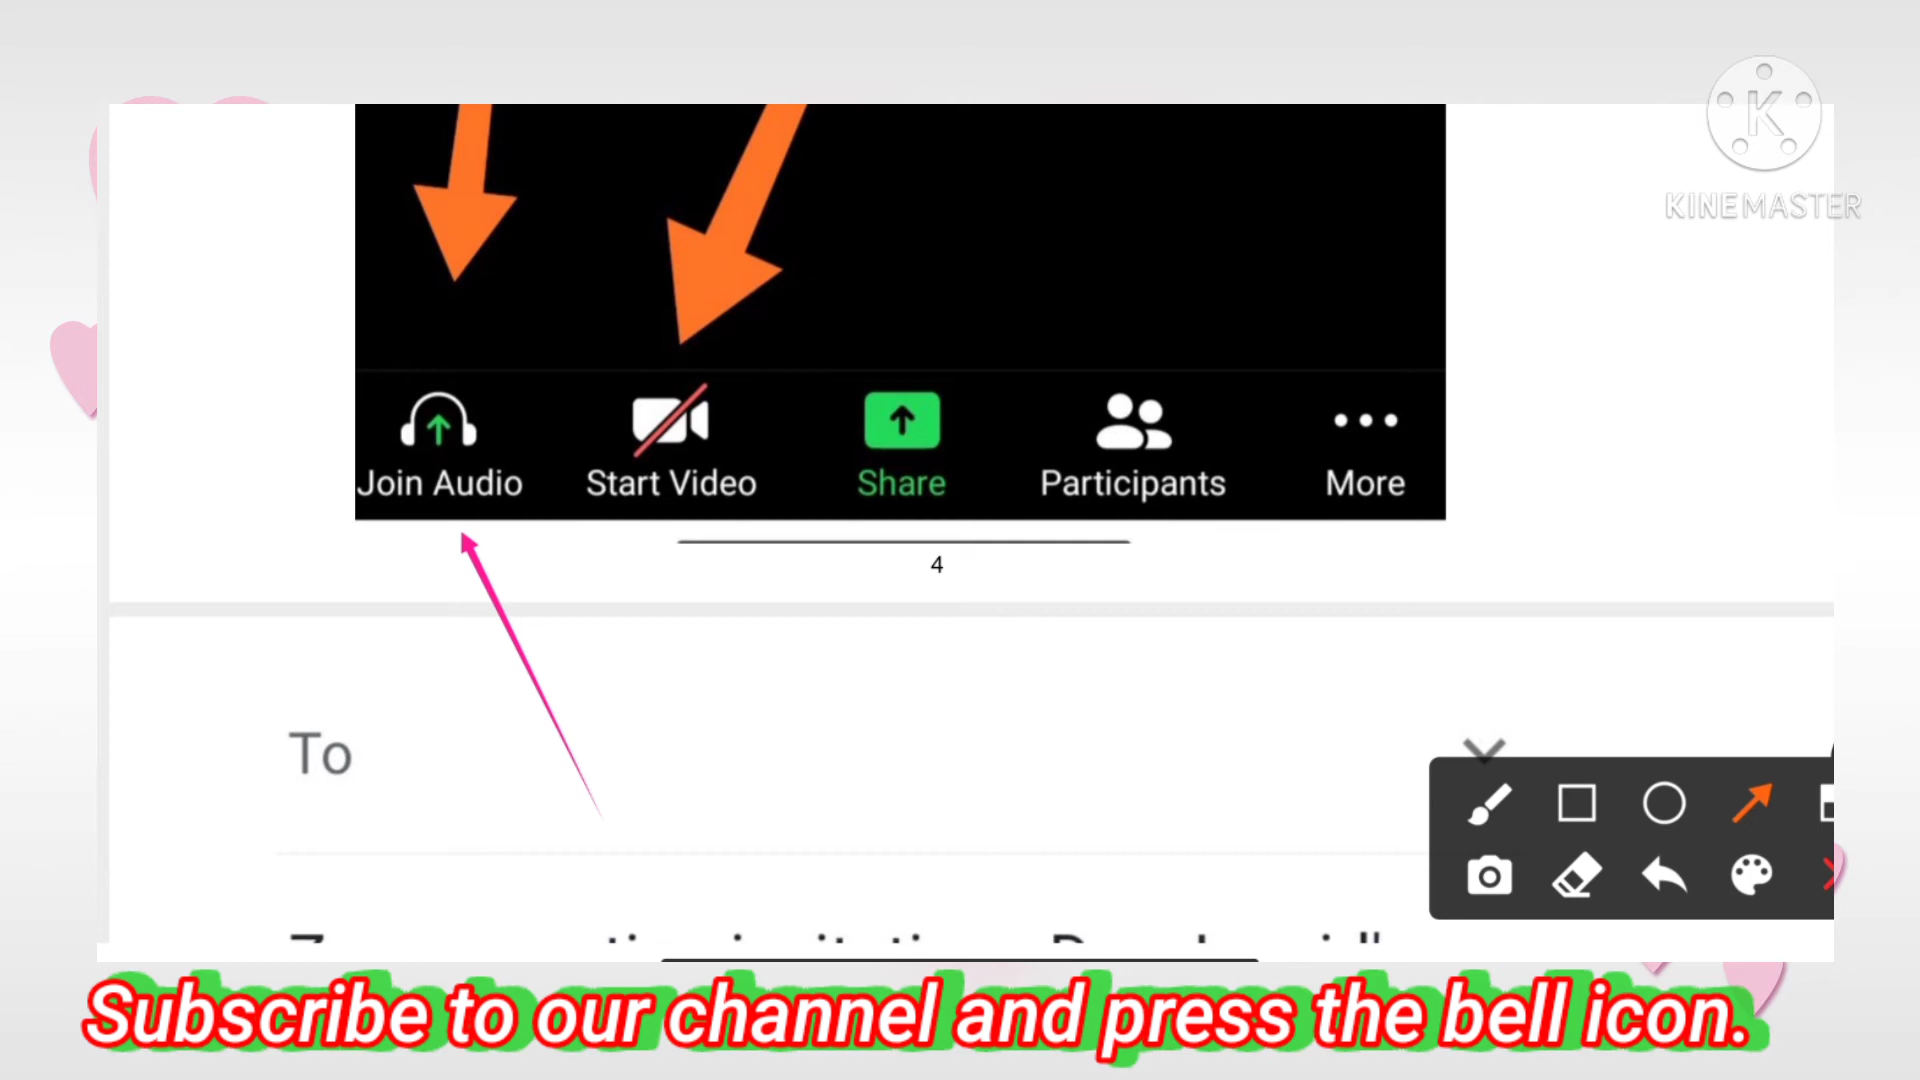 KINEMASTER
Join Audio Start Video Share Participants More
4
To
Subscribe to our channel and press the bell icon.